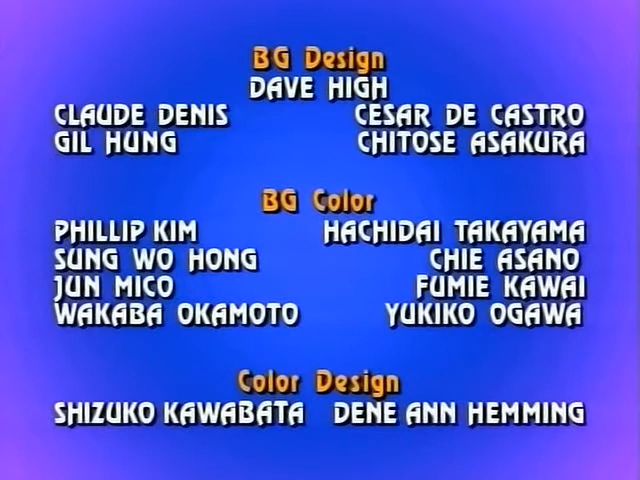 BG Design
DAVE HIGH
CLAUDE DENIS CESAR DE CASTRO
GIL HUNG CHITOSE ASAKURA
BG Color
PHILLIP KIM HACHIDAI TAKAYAMA
SUNG WO HONG CHIE ASANO
JUN MICO FUMIE KAWAI
WAKABA OKAMOTO YUKIKO OGAWA
Color Design
SHIZUKO KAWABATA DENE ANN HEMMING